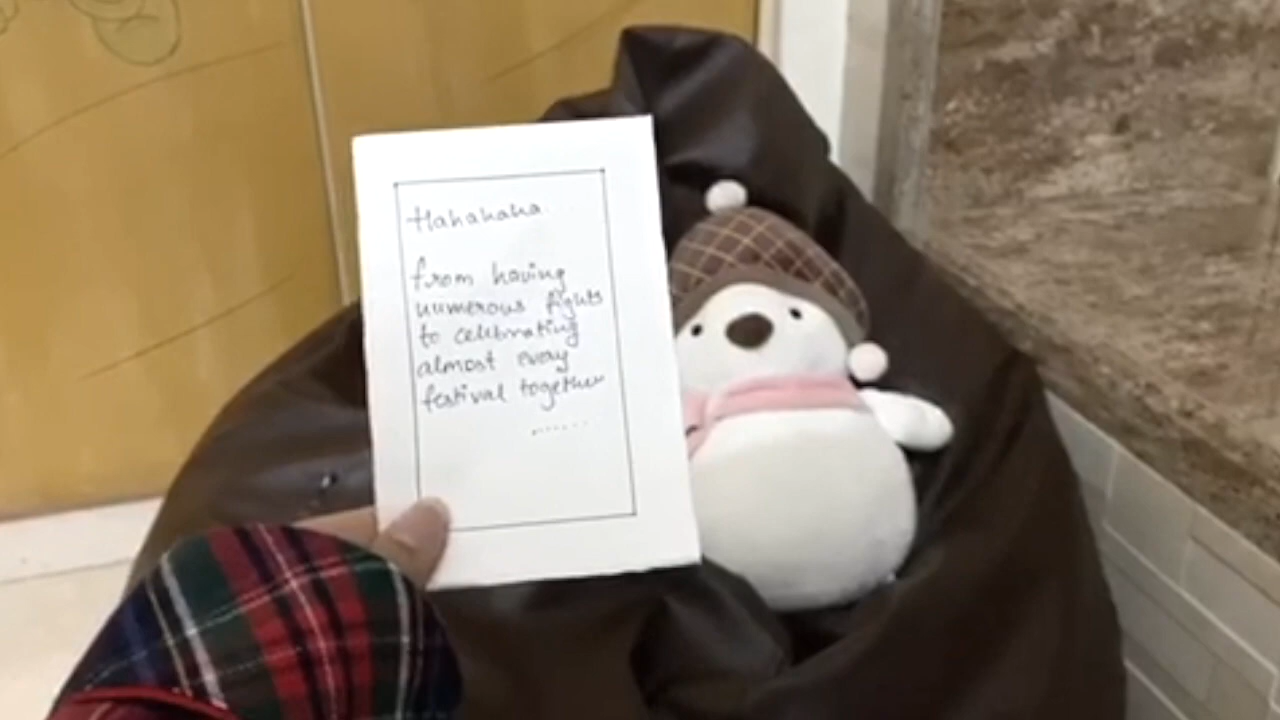 Hahahaha.
from having
numerous fights
to celebrating
almost every
festival together
.......